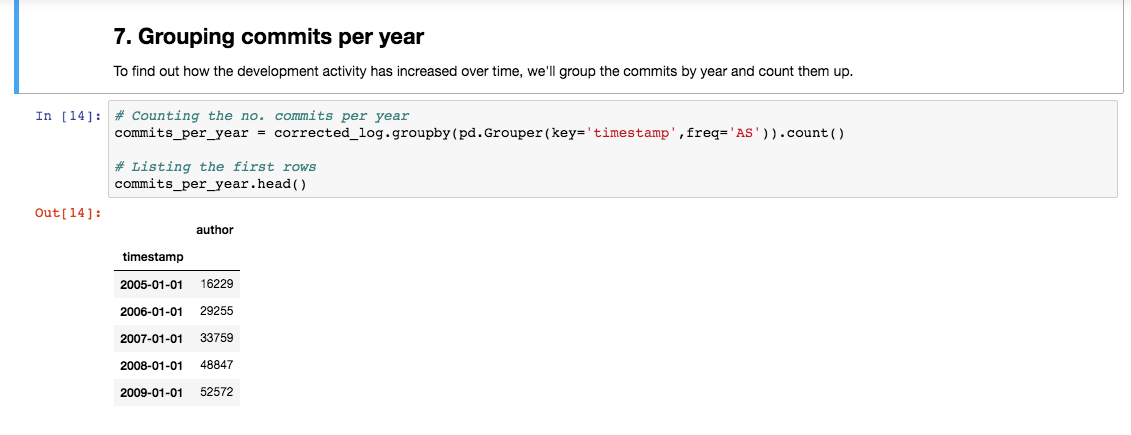 7. Grouping commits per year
To find out how the development activity has increased over time, we'll group the commits by year and count them up.
In [14]: # Counting the no. commits per year
commits_per_year = corrected_log.groupby(pd.Grouper(key='timestamp',freq='AS')).count()
# Listing the first rows
commits_per_year.head()
Out[14]:
author
timestamp
2005-01-01 16229
2006-01-01 29255
2007-01-01 33759
2008-01-01 48847
2009-01-01 52572